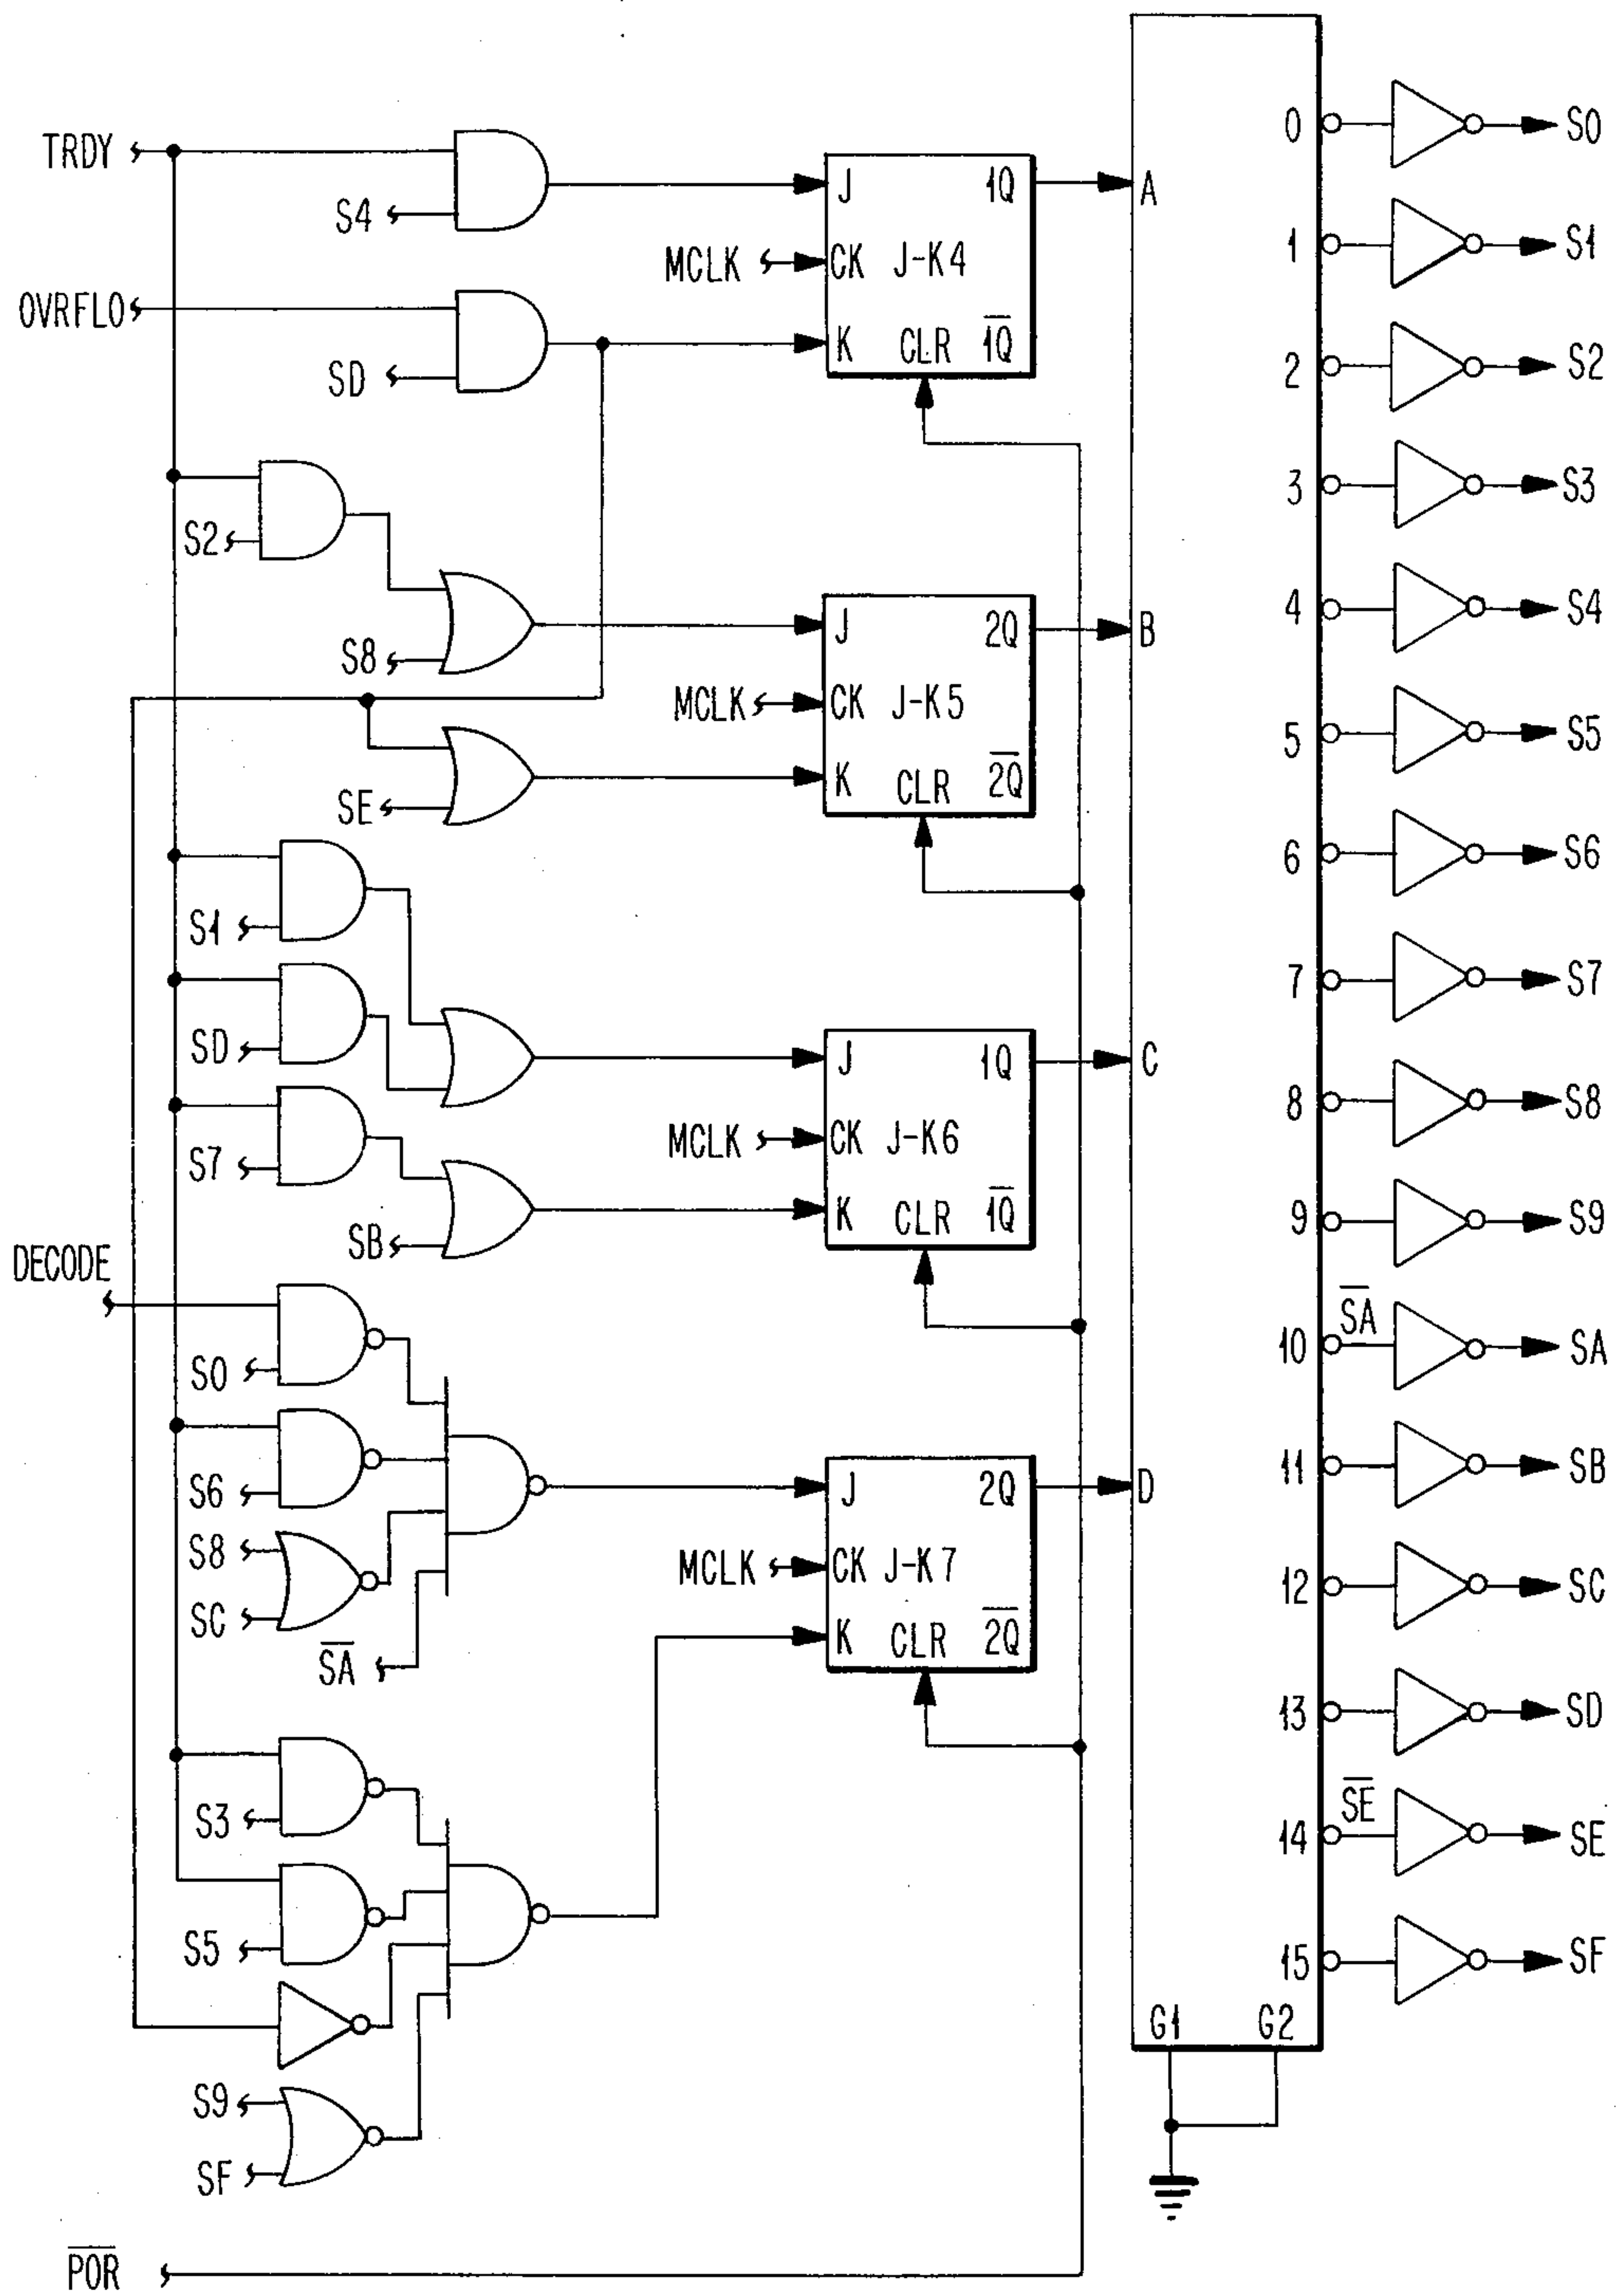 TRDY
S4
J
1Q
MCLK
CK
J-K4
K
CLR
1Q̅
OVRFLO
SD
S2
S8
J
2Q
MCLK
CK
J-K5
K
CLR
2Q̅
SE
S1
SD
J
1Q
MCLK
CK
J-K6
K
CLR
1Q̅
S7
SB
DECODE
S0
S6
S8
SC
S̅A̅
J
2Q
MCLK
CK
J-K7
K
CLR
2Q̅
S3
S5
S9
SF
P̅O̅R̅
A
B
C
D
G1
G2
0
S0
1
S1
2
S2
3
S3
4
S4
5
S5
6
S6
7
S7
8
S8
9
S9
10
S̅A̅
SA
11
SB
12
SC
13
SD
14
S̅E̅
SE
15
SF